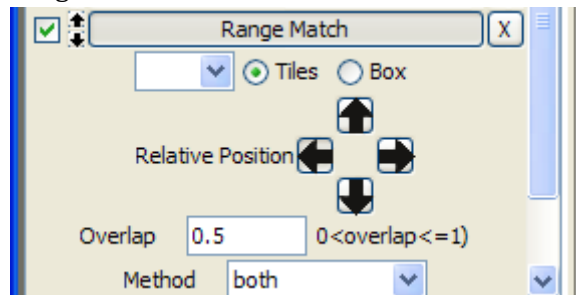 Range Match X
Tiles Box
Relative Position
Overlap 0.5 0<overlap<=1)
Method both